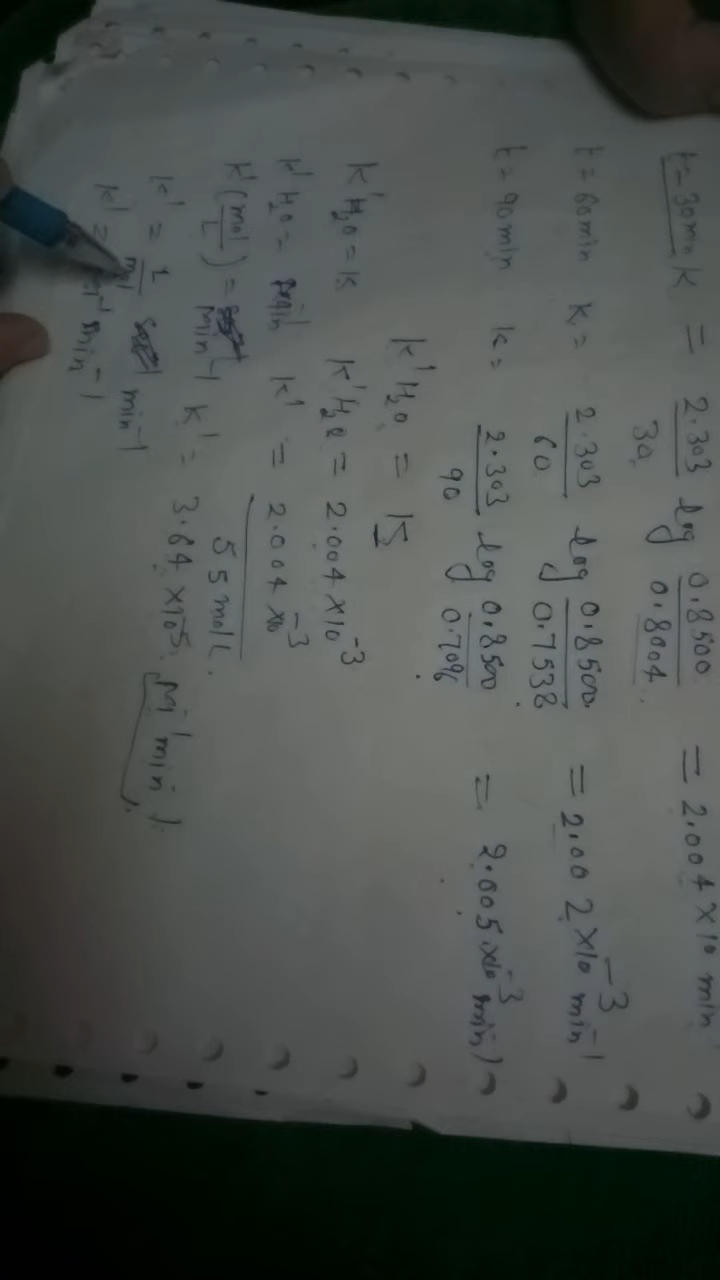 t=30min K = 2.303/30 log 0.8500/0.8004 = 2.004 × 10 min
t=60min K = 2.303/60 log 0.8500/0.7538 = 2.002 ×10⁻³ min⁻¹
t=90min k = 2.303/90 log 0.8500/0.7096 = 2.005 ×10⁻³ min⁻¹
K' H₂O = K
K' H₂O = 2.004 ×10⁻³
K' = 2.004 ×10⁻³ / 55 mol L
K' = 3.64 ×10⁻⁵ M⁻¹ min⁻¹
K' H₂O = k
K' H₂O = min⁻¹
K' (mol/L) = min⁻¹
K' = L/mol min⁻¹
K' = min⁻¹